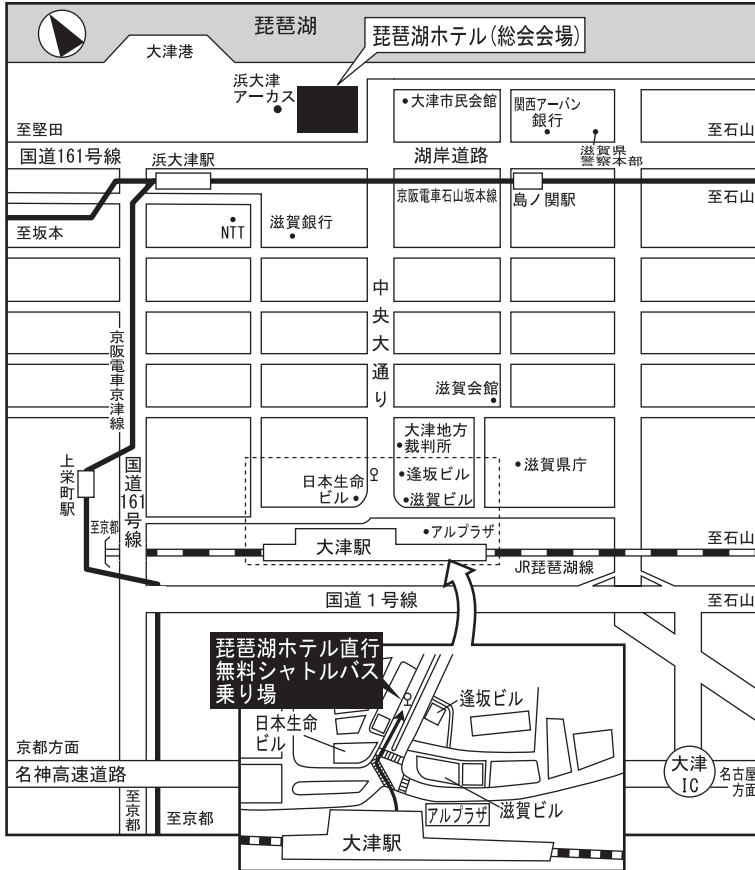 琵琶湖
琵琶湖ホテル(総会会場)
大津港
浜大津
アーカス
大津市民会館
関西アーバン
銀行
至堅田
滋賀県
警察本部
至石山
国道161号線
浜大津駅
湖岸道路
京阪電車石山坂本線
島ノ関駅
至石山
至坂本
NTT
滋賀銀行
中央大通り
京阪電車京津線
滋賀会館
大津地方
裁判所
上栄町駅
国道161号線
日本生命
ビル
逢坂ビル
滋賀ビル
滋賀県庁
至京都
大津駅
アルプラザ
至石山
JR琵琶湖線
国道1号線
至石山
琵琶湖ホテル直行
無料シャトルバス
乗り場
逢坂ビル
日本生命
ビル
京都方面
名神高速道路
大津
IC
名古屋
方面
至京都
至京都
アルプラザ
滋賀ビル
大津駅